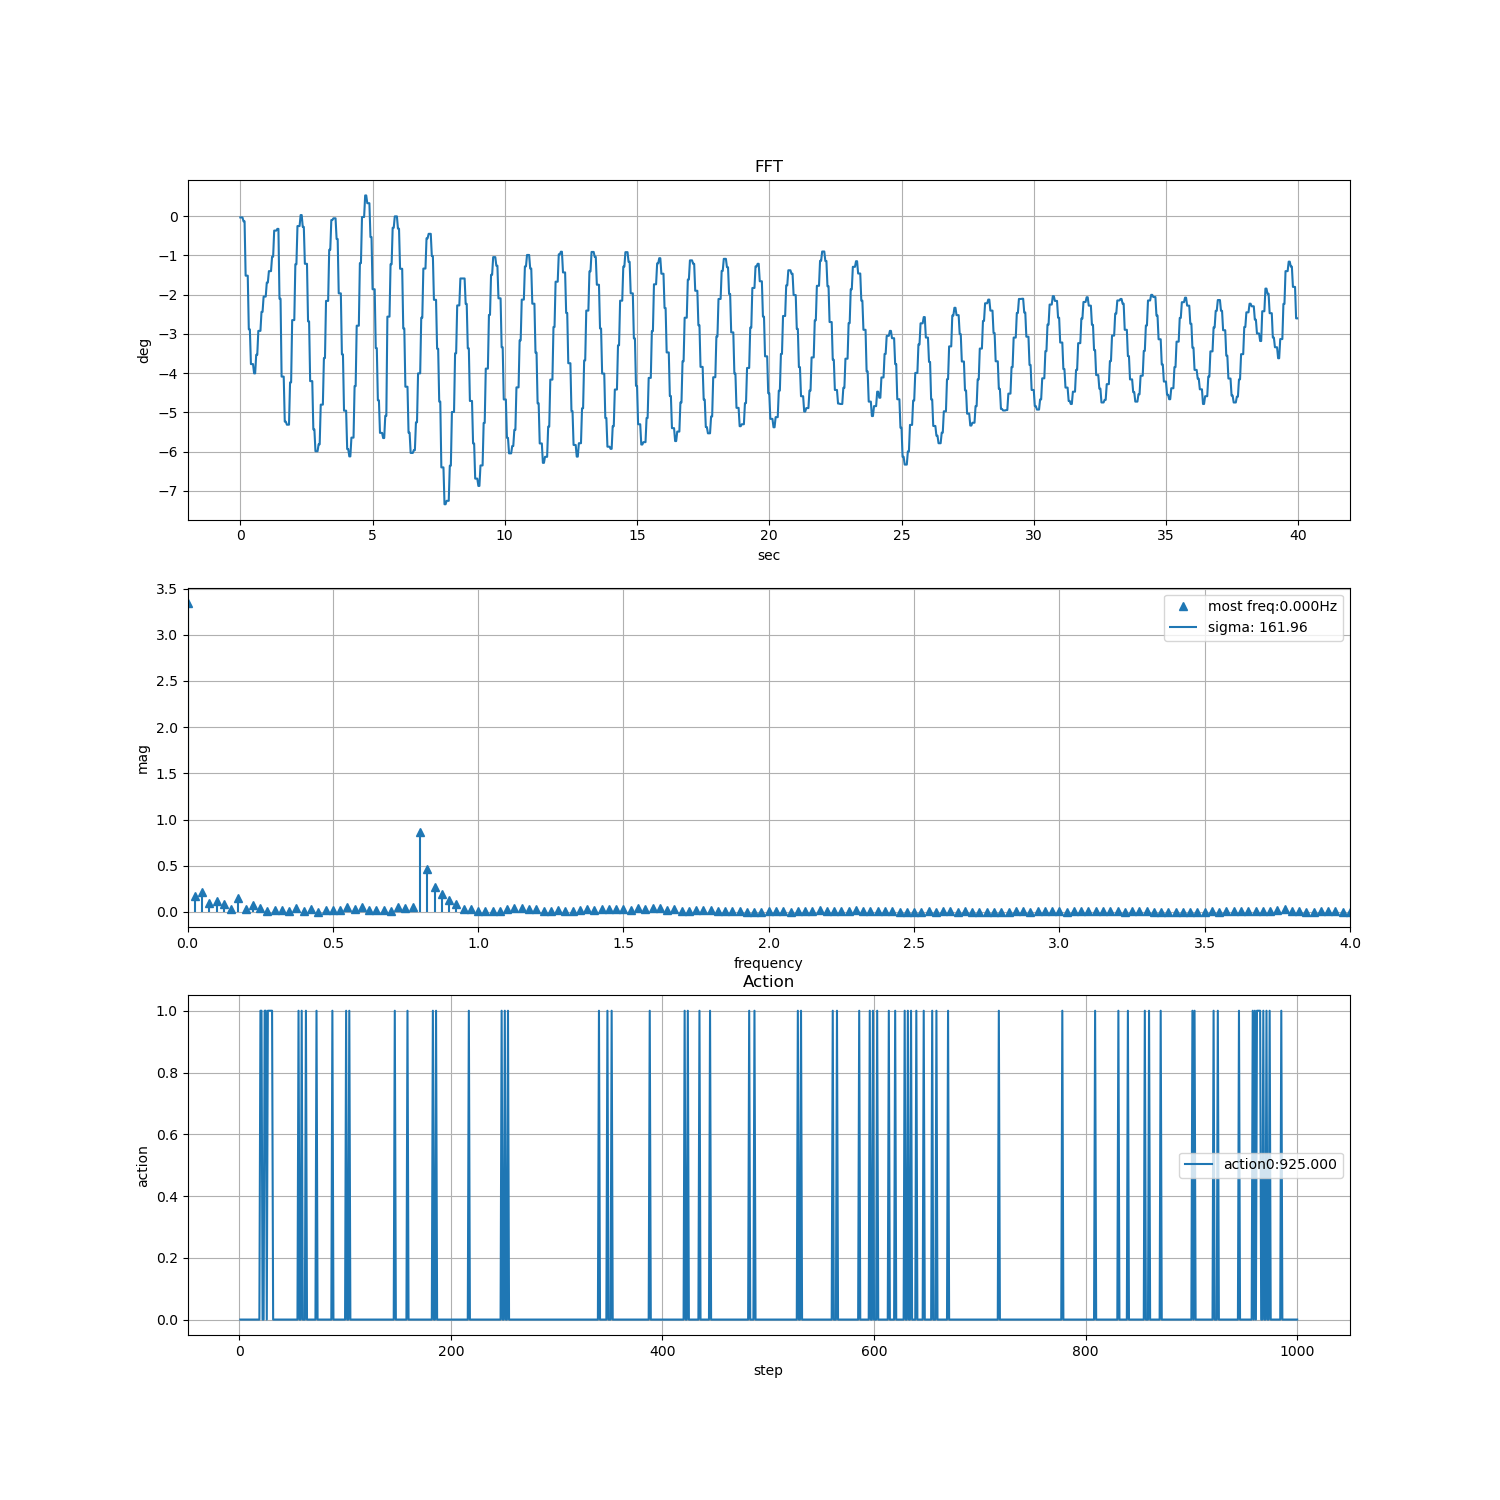 FFT
0
−1
−2
−3
−4
−5
−6
−7
deg
0 5 10 15 20 25 30 35 40
sec
3.5
3.0
2.5
2.0
1.5
1.0
0.5
0.0
mag
most freq:0.000Hz
sigma: 161.96
0.0 0.5 1.0 1.5 2.0 2.5 3.0 3.5 4.0
frequency
Action
1.0
0.8
0.6
0.4
0.2
0.0
action
action0:925.000
0 200 400 600 800 1000
step